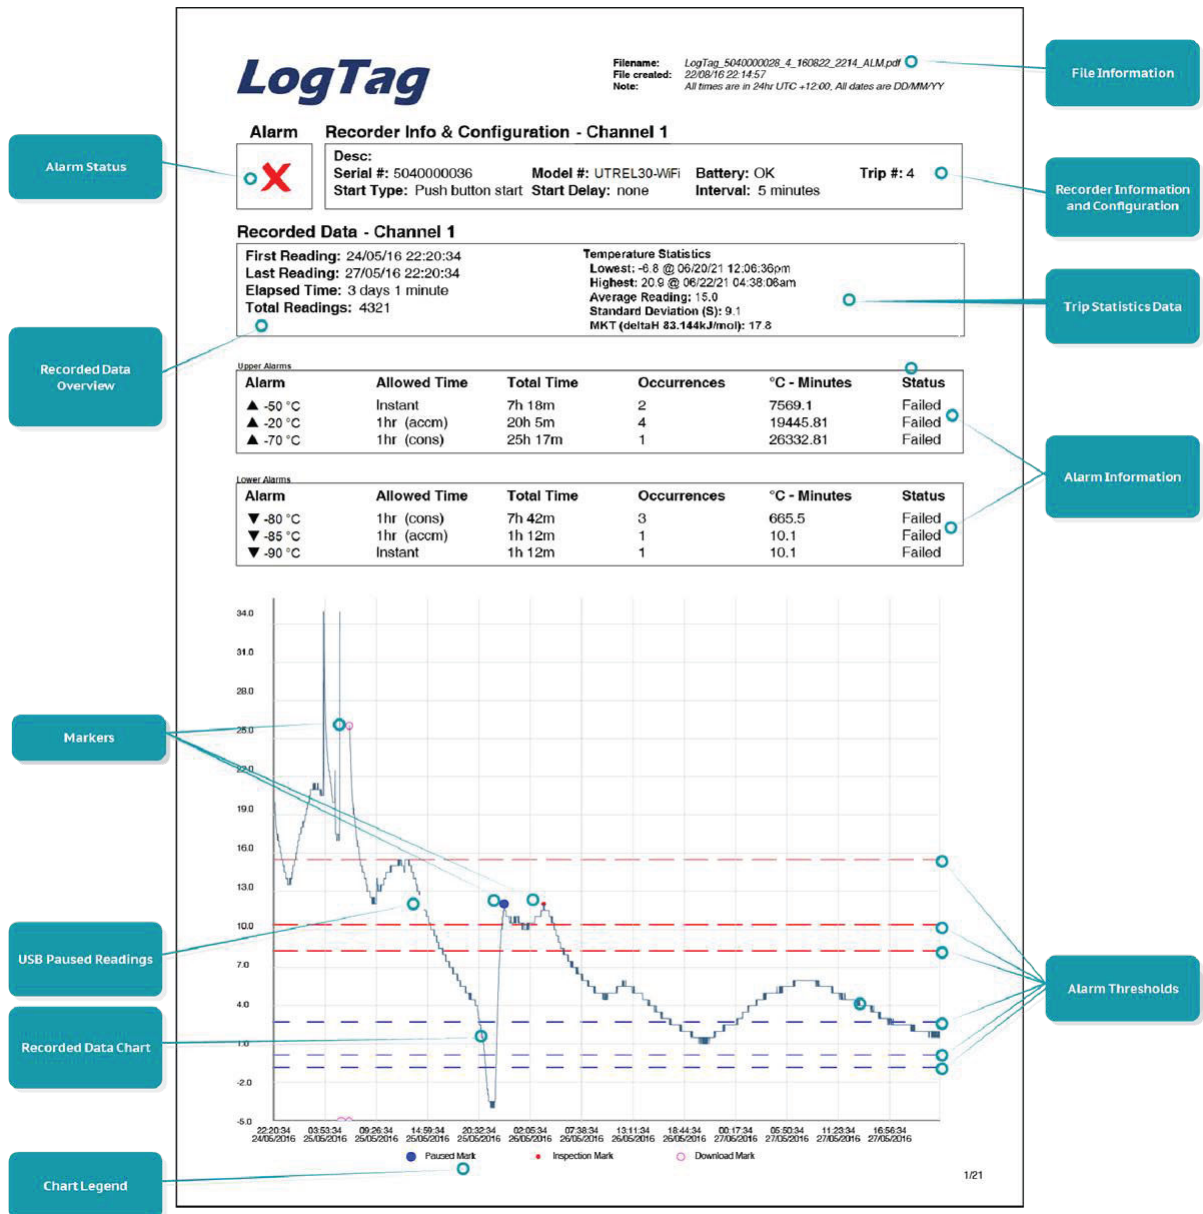 LogTag
Filename: LogTag_5040000028_4_160822_2214_ALM.pdf
File created: 22/08/16 22:14:57
Note: All times are in 24hr UTC +12:00, All dates are DD/MM/YY
File Information
Alarm Status
Alarm
Recorder Info & Configuration - Channel 1
Desc:
Serial #: 5040000036 Model #: UTREL30-WiFi Battery: OK Trip #: 4
Start Type: Push button start Start Delay: none Interval: 5 minutes
Recorder Information
and Configuration
Recorded Data - Channel 1
First Reading: 24/05/16 22:20:34
Last Reading: 27/05/16 22:20:34
Elapsed Time: 3 days 1 minute
Total Readings: 4321
Temperature Statistics
Lowest: -6.8 @ 06/20/21 12:06:36pm
Highest: 20.9 @ 06/22/21 04:38:06am
Average Reading: 15.0
Standard Deviation (S): 9.1
MKT (deltaH 83.144kJ/mol): 17.8
Trip Statistics Data
Recorded Data
Overview
Upper Alarms
Alarm Allowed Time Total Time Occurrences °C - Minutes Status
▲ -50 °C Instant 7h 18m 2 7569.1 Failed
▲ -20 °C 1hr (accm) 20h 5m 4 19445.81 Failed
▲ -70 °C 1hr (cons) 25h 17m 1 26332.81 Failed
Alarm Information
Lower Alarms
Alarm Allowed Time Total Time Occurrences °C - Minutes Status
▼ -80 °C 1hr (cons) 7h 42m 3 665.5 Failed
▼ -85 °C 1hr (accm) 1h 12m 1 10.1 Failed
▼ -90 °C Instant 1h 12m 1 10.1 Failed
34.0
31.0
28.0
25.0
22.0
19.0
16.0
13.0
10.0
7.0
4.0
1.0
-2.0
-5.0
Markers
USB Paused Readings
Recorded Data Chart
Alarm Thresholds
22:20:34 03:53:34 09:26:34 14:59:34 20:32:34 02:05:34 07:38:34 13:11:34 18:44:34 00:17:34 05:50:34 11:23:34 16:56:34
24/05/2016 25/05/2016 25/05/2016 25/05/2016 25/05/2016 26/05/2016 26/05/2016 26/05/2016 26/05/2016 27/05/2016 27/05/2016 27/05/2016 27/05/2016
Paused Mark Inspection Mark Download Mark
Chart Legend
1/21